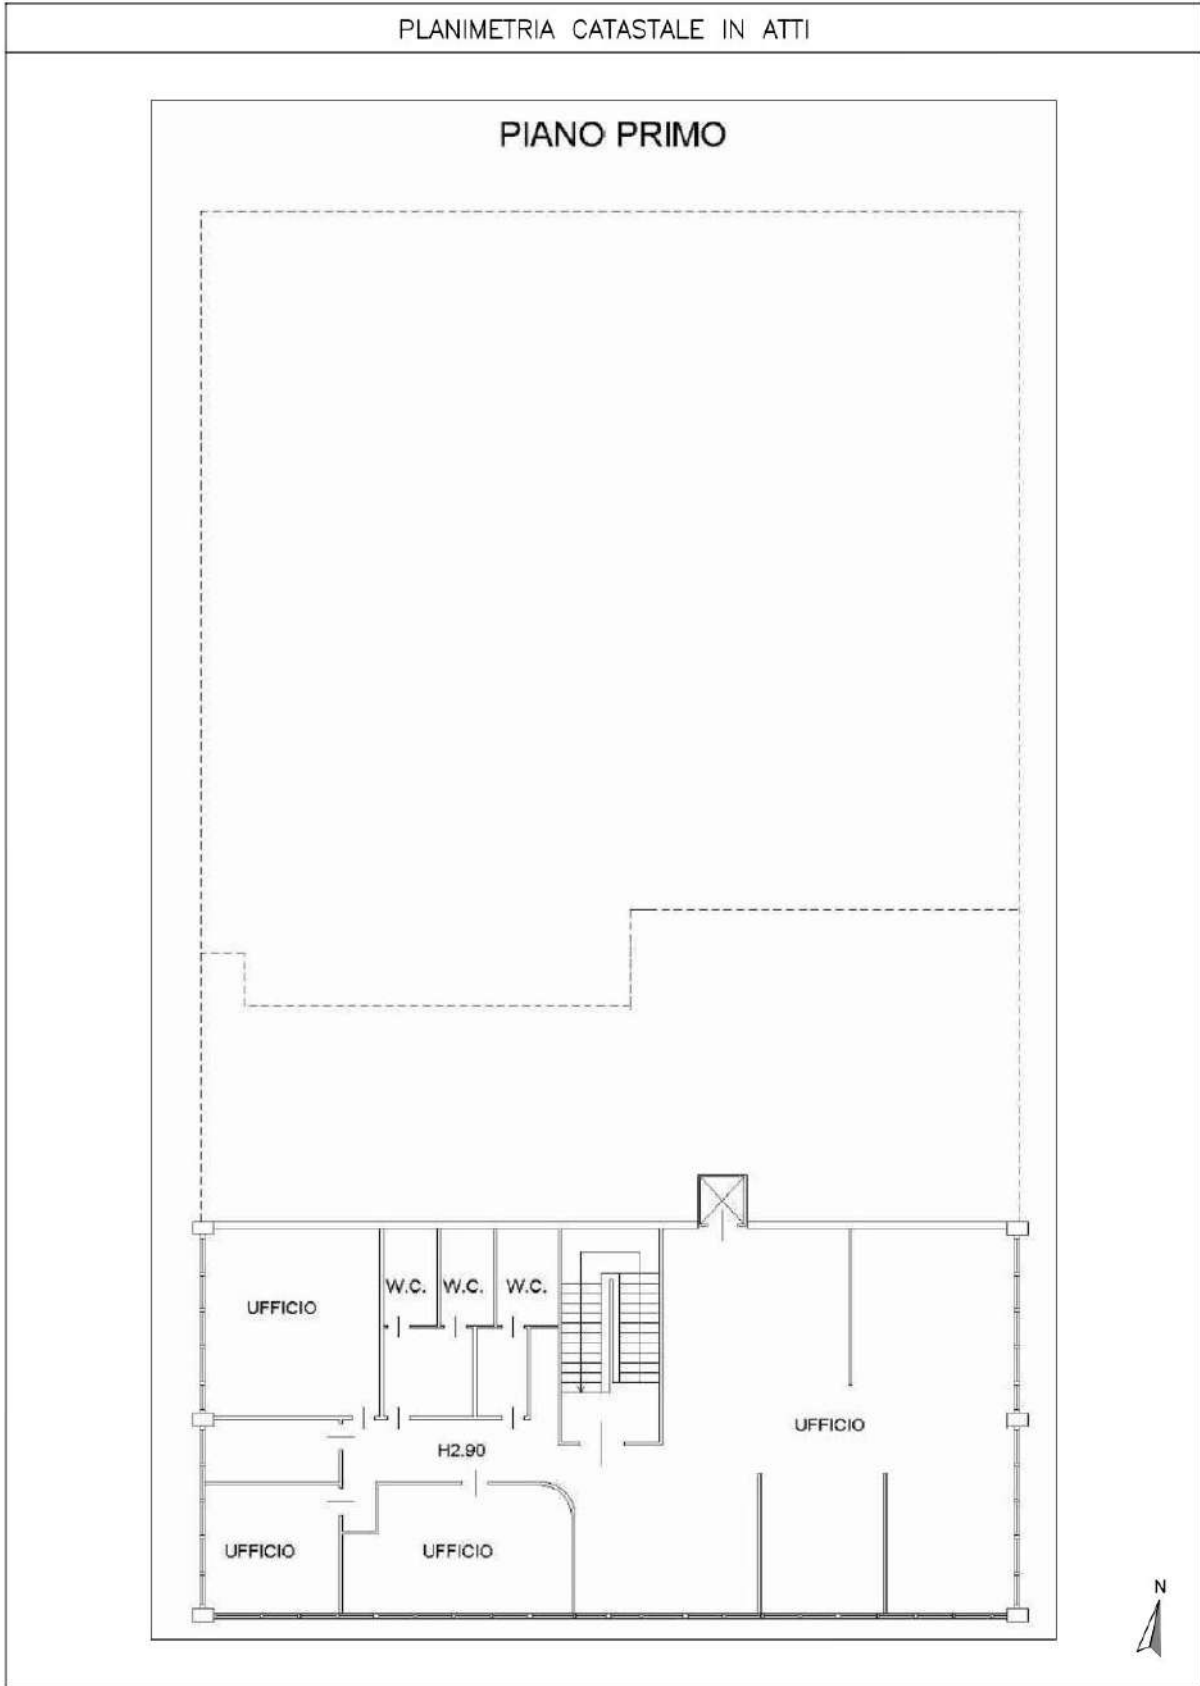 PLANIMETRIA CATASTALE IN ATTI
PIANO PRIMO
UFFICIO
W.C.
W.C.
W.C.
UFFICIO
H2.90
UFFICIO
UFFICIO
N